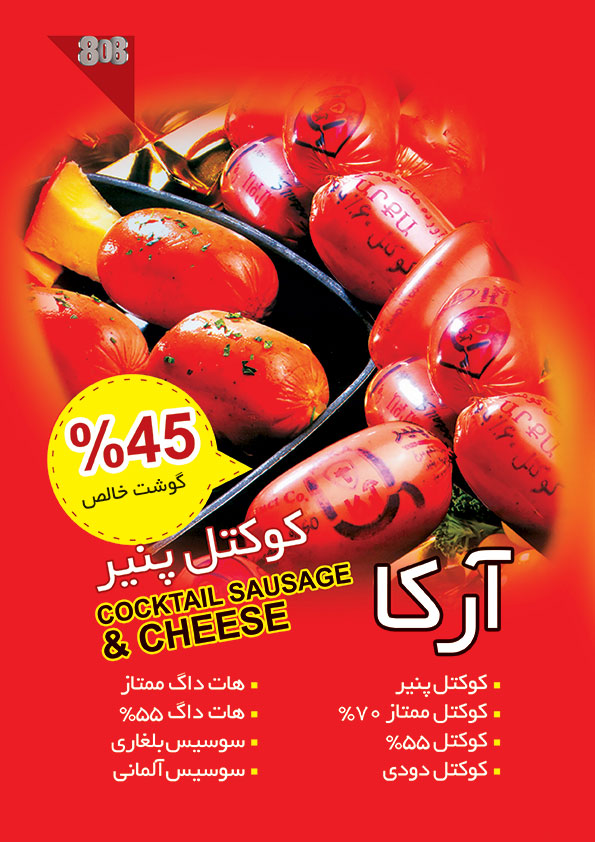 808
%45
گوشت خالص
کوکتل پنیر
COCKTAIL SAUSAGE
& CHEESE
آرکا
کوکتل پنیر
کوکتل ممتاز ۷۰%
کوکتل ۵۵%
کوکتل دودی
هات داگ ممتاز
هات داگ ۵۵%
سوسیس بلغاری
سوسیس آلمانی